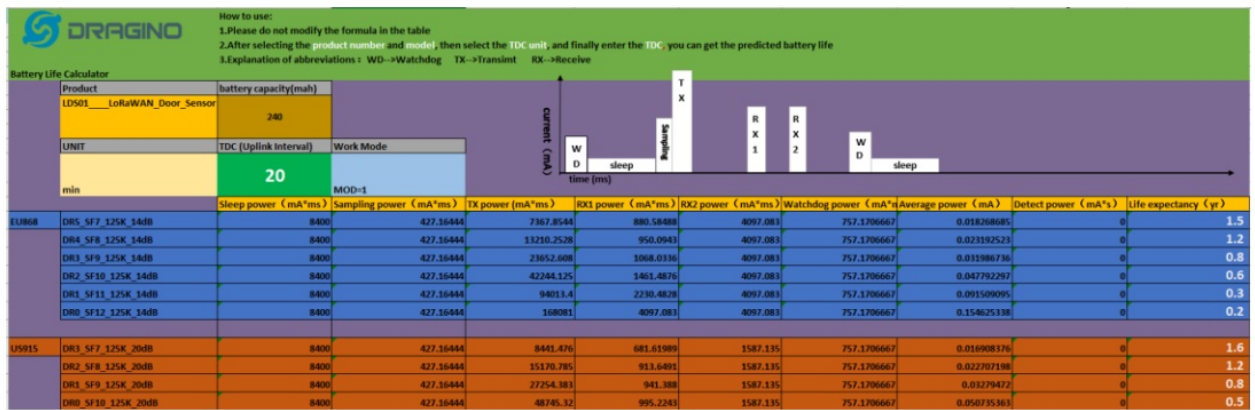 DRAGINO
How to use:
1.Please do not modify the formula in the table
2.After selecting the product number and model, then select the TDC unit, and finally enter the TDC, you can get the predicted battery life
3.Explanation of abbreviations： WD-->Watchdog TX-->Transimt RX-->Receive
Battery Life Calculator
Product battery capacity(mah)
LDS01____LoRaWAN_Door_Sensor 240
UNIT TDC (Uplink Interval) Work Mode
min 20 MOD=1
current (mA)
WD
sleep
Sampling
TX
RX1
RX2
WD
sleep
time (ms)
Sleep power（mA*ms） Sampling power（mA*ms） TX power(mA*ms) RX1 power（mA*ms） RX2 power（mA*ms） Watchdog power（mA*m Average power（mA） Detect power（mA*s） Life expectancy（yr）
EU868 DR5_SF7_125K_14dB 8400 427.16444 7367.8544 880.58488 4097.083 757.1706667 0.018268685 0 1.5
DR4_SF8_125K_14dB 8400 427.16444 13210.2528 950.0943 4097.083 757.1706667 0.023192523 0 1.2
DR3_SF9_125K_14dB 8400 427.16444 23652.608 1068.0336 4097.083 757.1706667 0.031986736 0 0.8
DR2_SF10_125K_14dB 8400 427.16444 42244.125 1461.4876 4097.083 757.1706667 0.047792297 0 0.6
DR1_SF11_125K_14dB 8400 427.16444 94013.4 2230.4828 4097.083 757.1706667 0.091509095 0 0.3
DR0_SF12_125K_14dB 8400 427.16444 168081 4097.083 4097.083 757.1706667 0.154625338 0 0.2
US915 DR3_SF7_125K_20dB 8400 427.16444 8441.476 681.61989 1587.135 757.1706667 0.016908376 0 1.6
DR2_SF8_125K_20dB 8400 427.16444 15170.785 913.6491 1587.135 757.1706667 0.022707198 0 1.2
DR1_SF9_125K_20dB 8400 427.16444 27254.383 941.388 1587.135 757.1706667 0.03279472 0 0.8
DR0_SF10_125K_20dB 8400 427.16444 48745.32 995.2243 1587.135 757.1706667 0.050735363 0 0.5